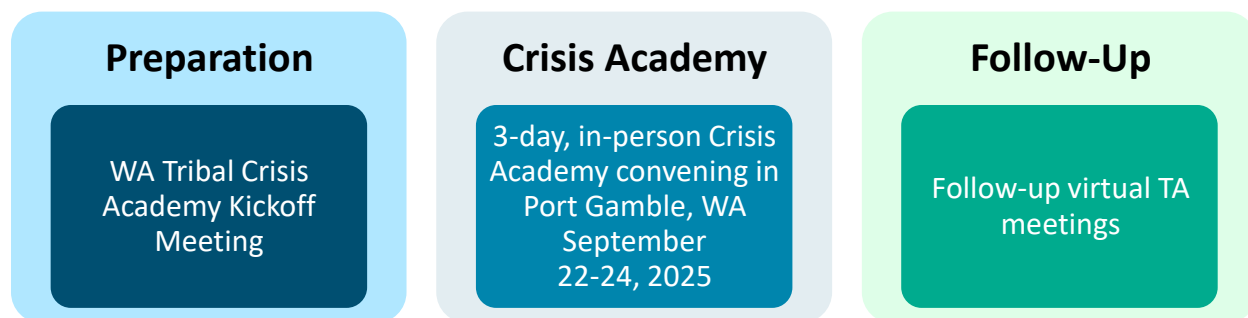 Preparation
WA Tribal Crisis
Academy Kickoff
Meeting
Crisis Academy
3-day, in-person Crisis
Academy convening in
Port Gamble, WA
September
22-24, 2025
Follow-Up
Follow-up virtual TA
meetings